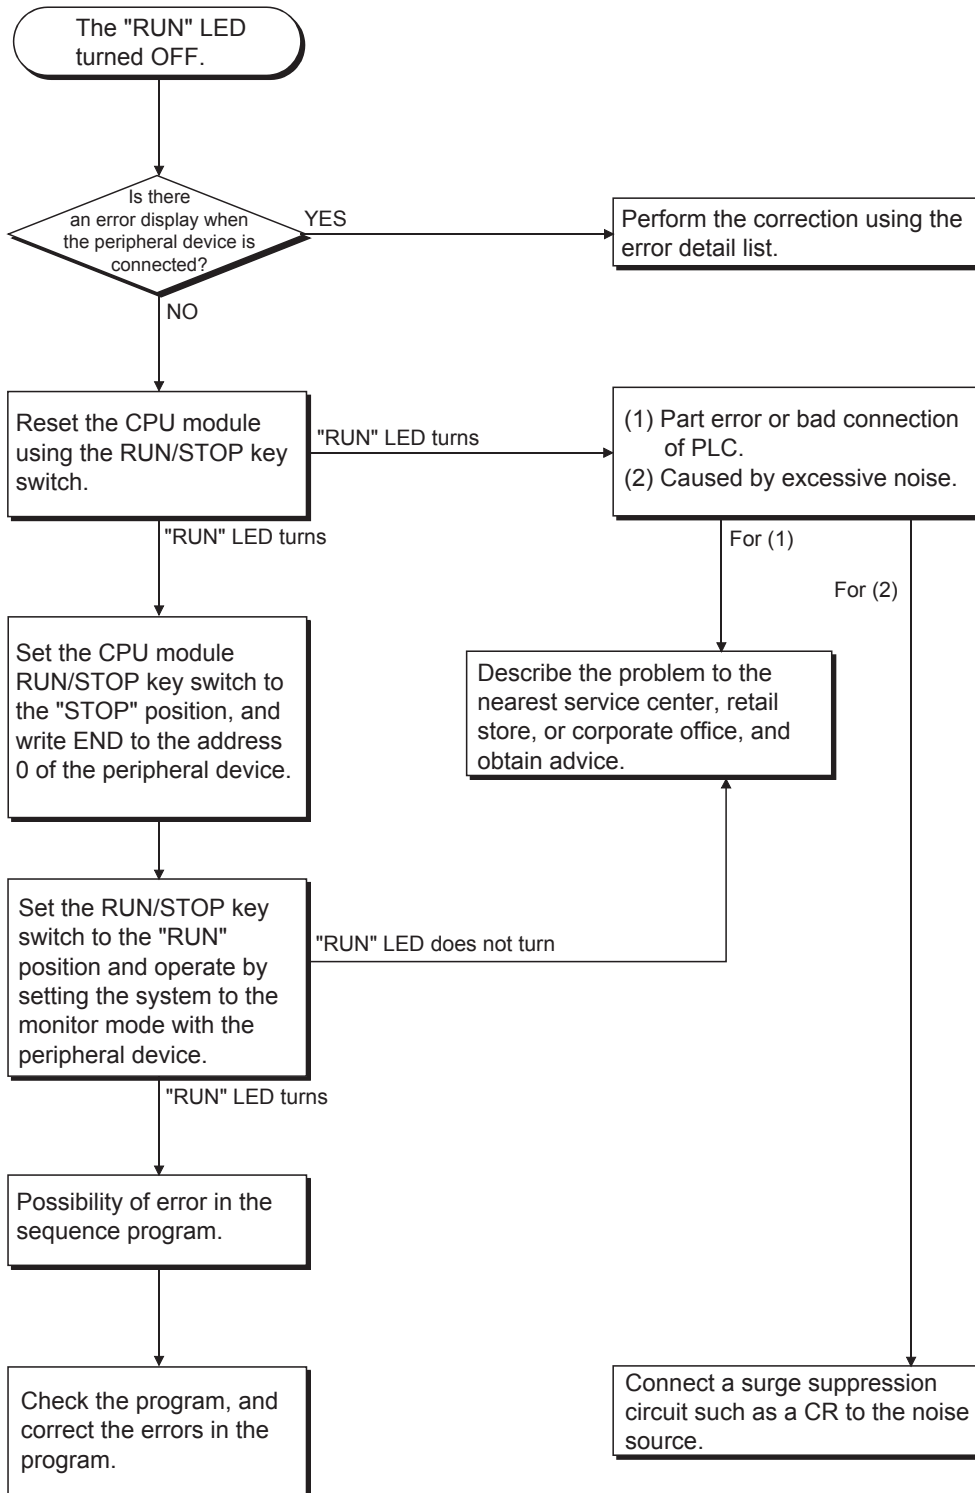 The "RUN" LED
turned OFF.
Is there
an error display when
the peripheral device is
connected?
YES
Perform the correction using the
error detail list.
NO
Reset the CPU module
using the RUN/STOP key
switch.
"RUN" LED turns
(1) Part error or bad connection
of PLC.
(2) Caused by excessive noise.
"RUN" LED turns
For (1)
For (2)
Set the CPU module
RUN/STOP key switch to
the "STOP" position, and
write END to the address
0 of the peripheral device.
Describe the problem to the
nearest service center, retail
store, or corporate office, and
obtain advice.
Set the RUN/STOP key
switch to the "RUN"
position and operate by
setting the system to the
monitor mode with the
peripheral device.
"RUN" LED does not turn
"RUN" LED turns
Possibility of error in the
sequence program.
Check the program, and
correct the errors in the
program.
Connect a surge suppression
circuit such as a CR to the noise
source.